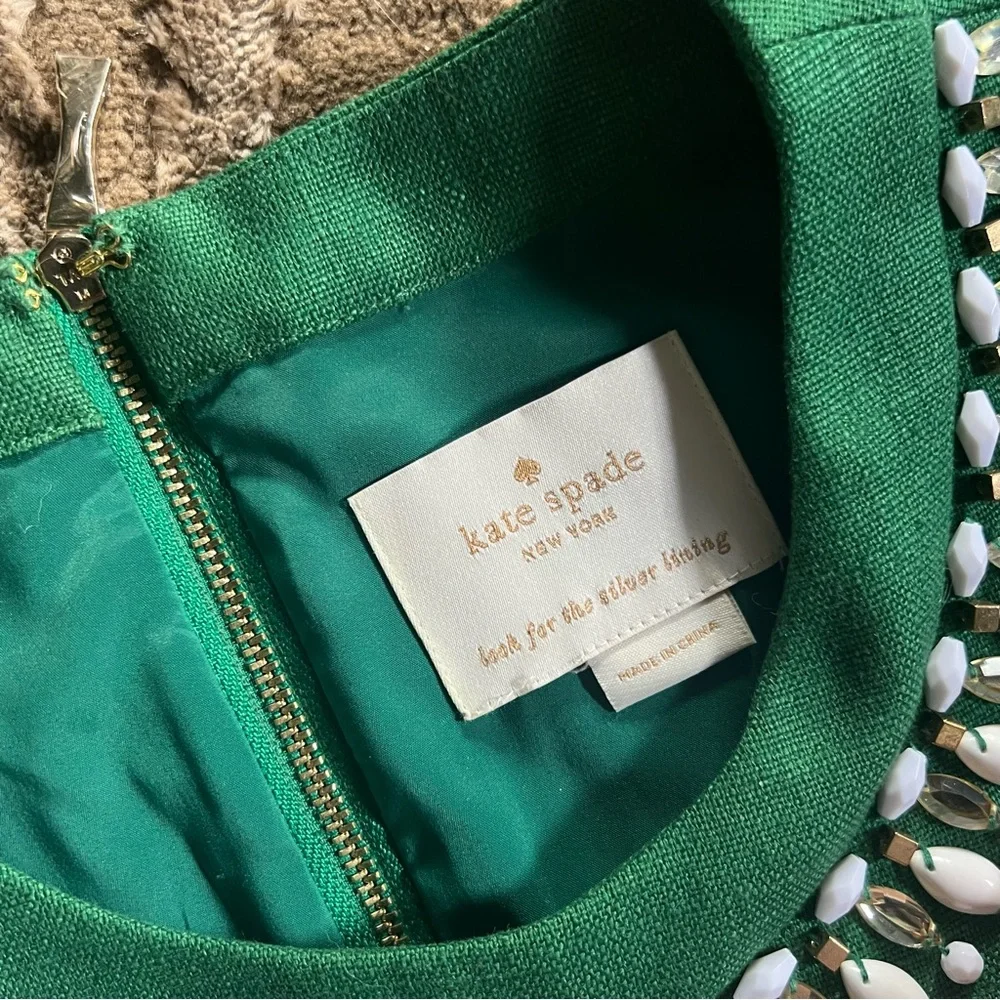 kate spade
NEW YORK
look for the silver lining
MADE IN CHINA